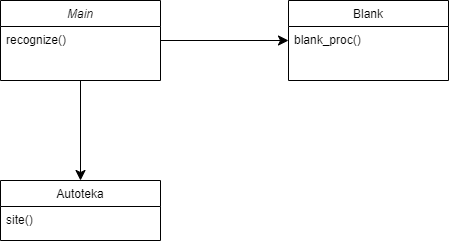 Main
recognize()
Blank
blank_proc()
Autoteka
site()